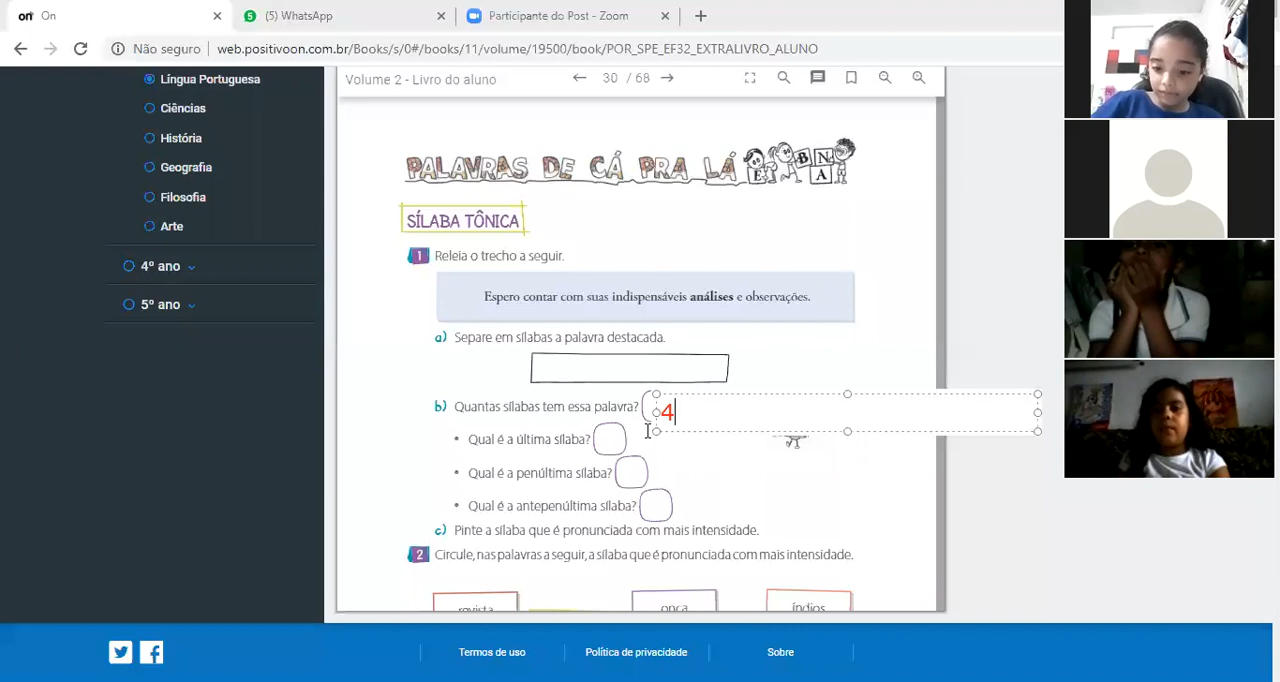 on On
(5) WhatsApp
Participante do Post - Zoom
Não seguro
web.positivoon.com.br/Books/s/0#/books/11/volume/19500/book/POR_SPE_EF32_EXTRALIVRO_ALUNO
Língua Portuguesa
Ciências
História
Geografia
Filosofia
Arte
4º ano
5º ano
Volume 2 - Livro do aluno
30 / 68
PALAVRAS DE CÁ PRA LÁ
E B N A
SÍLABA TÔNICA
1 Releia o trecho a seguir.
Espero contar com suas indispensáveis análises e observações.
a) Separe em sílabas a palavra destacada.
b) Quantas sílabas tem essa palavra? 4
• Qual é a última sílaba?
• Qual é a penúltima sílaba?
• Qual é a antepenúltima sílaba?
c) Pinte a sílaba que é pronunciada com mais intensidade.
2 Circule, nas palavras a seguir, a sílaba que é pronunciada com mais intensidade.
revista onça índios
Termos de uso
Política de privacidade
Sobre